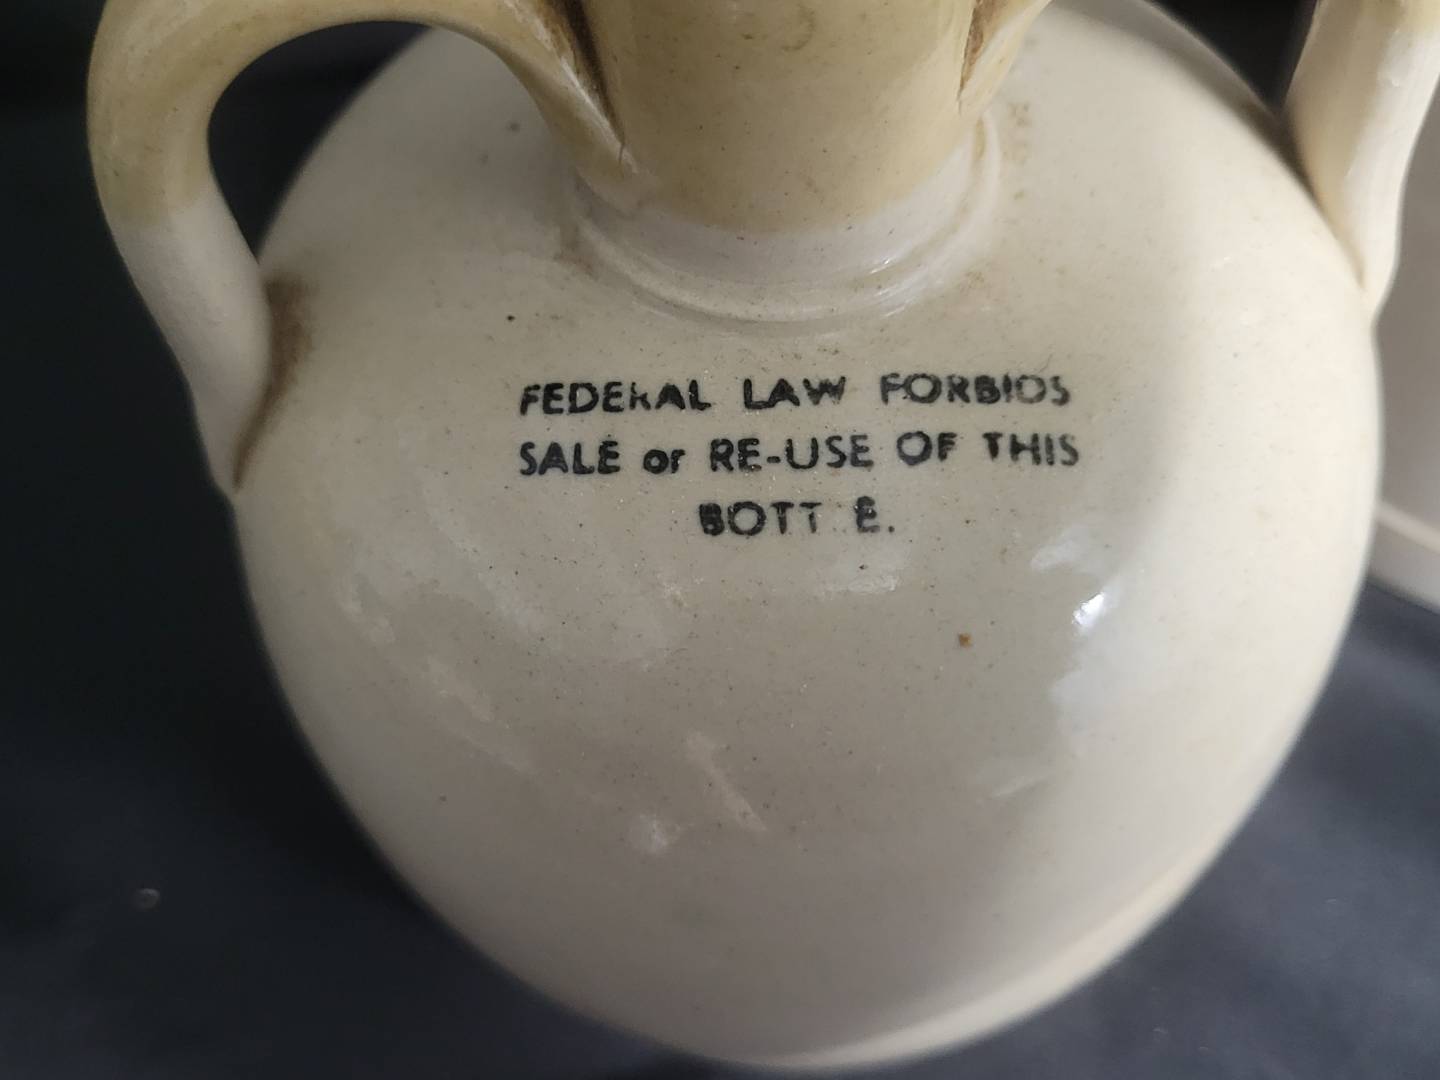 FEDERAL LAW FORBIDS
SALE or RE-USE OF THIS
BOTT E.